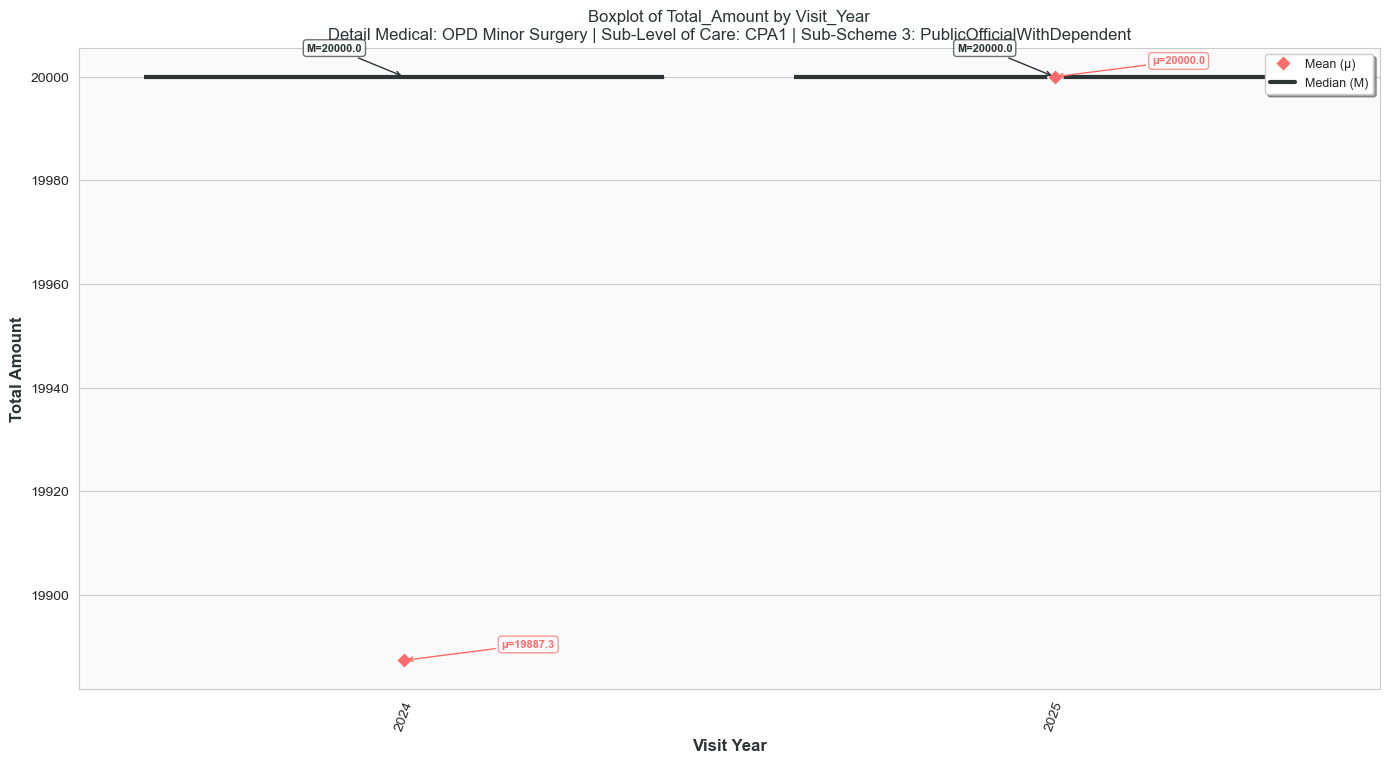 Boxplot of Total_Amount by Visit_Year
Detail Medical: OPD Minor Surgery | Sub-Level of Care: CPA1 | Sub-Scheme 3: PublicOfficialWithDependent
M=20000.0
M=20000.0
μ=20000.0
Mean (μ)
Median (M)
20000
19980
19960
19940
19920
19900
Total Amount
μ=19887.3
2024
2025
Visit Year